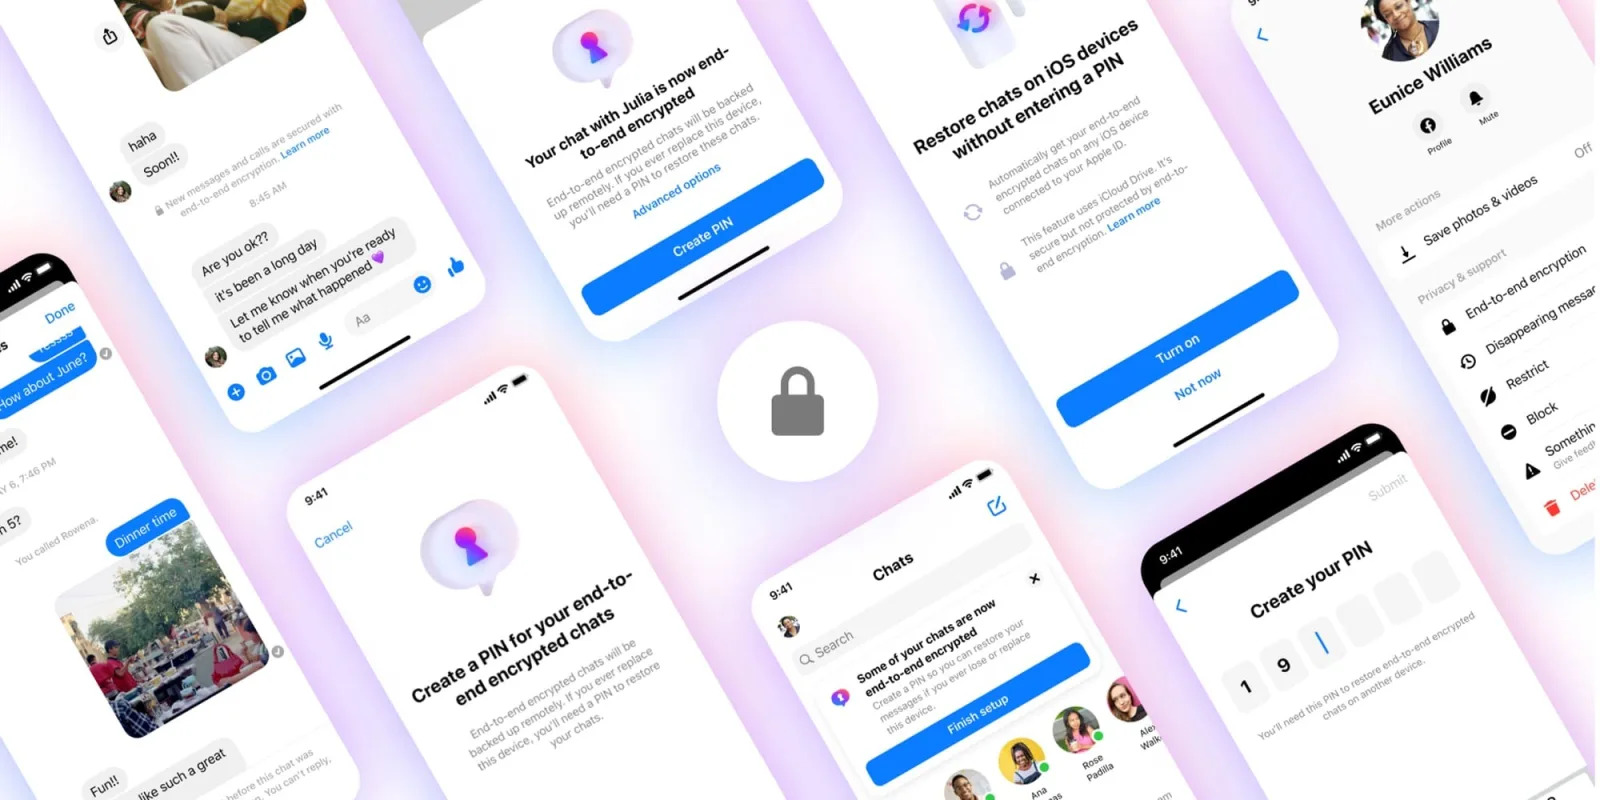 Done
How about June?
6, 7:46 PM
5?
You called Rowena.
Dinner time
Fun!!
like such a great
before this chat was
You can't reply,
haha
Soon!!
New messages and calls are secured with
end-to-end encryption. Learn more
8:45 AM
Are you ok??
it's been a long day
Let me know when you're ready
to tell me what happened💜
Aa
9:41
Cancel
Create a PIN for your end-to-
end encrypted chats
End-to-end encrypted chats will be
backed up remotely. If you ever replace
this device, you'll need a PIN to restore
your chats.
Your chat with Julia is now end-
to-end encrypted
End-to-end encrypted chats will be backed
up remotely. If you ever replace this device,
you'll need a PIN to restore these chats.
Advanced options
Create PIN
9:41
Chats
Search
Some of your chats are now
end-to-end encrypted
Create a PIN so you can restore your
messages if you ever lose or replace
this device.
Finish setup
Ana
Rose
Padilla
Restore chats on iOS devices
without entering a PIN
Automatically get your end-to-end
encrypted chats on any iOS device
connected to your Apple ID.
This feature uses iCloud Drive. It's
secure but not protected by end-to-
end encryption. Learn more
Turn on
Not now
9:41
Submit
Create your PIN
1 9
You'll need this PIN to restore end-to-end encrypted
chats on another device.
Eunice Williams
Profile
Mute
Off
More actions
Save photos & videos
Privacy & support
End-to-end encryption
Disappearing messa
Restrict
Block
Somethin
Give feed
Dele